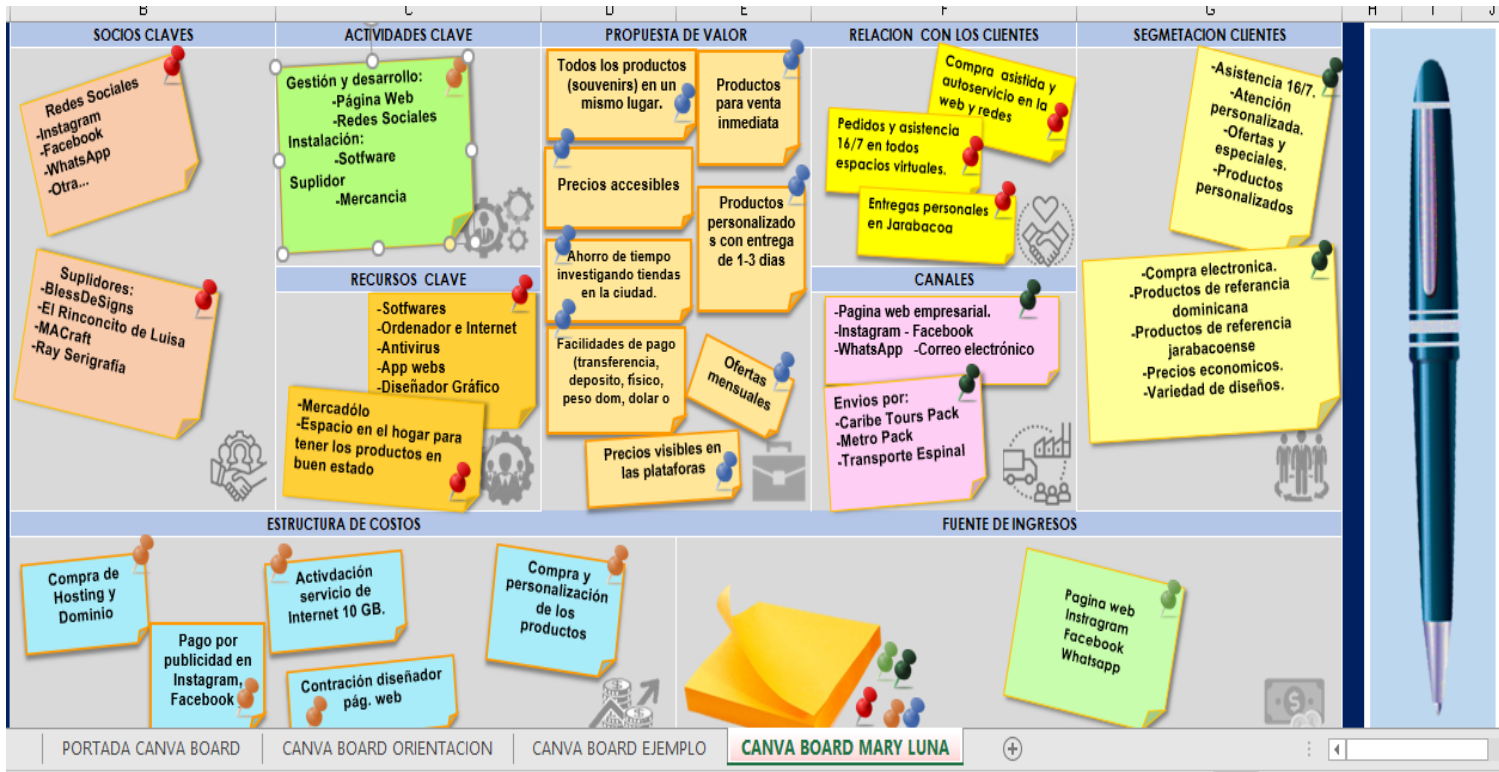 B C D E F G H I J
SOCIOS CLAVES
Redes Sociales
-Instagram
-Facebook
-WhatsApp
-Otra...
Suplidores:
-BlessDeSigns
-El Rinconcito de Luisa
-MACraft
-Ray Serigrafía
ACTIVIDADES CLAVE
Gestión y desarrollo:
-Página Web
-Redes Sociales
Instalación:
-Sotfware
Suplidor
-Mercancia
RECURSOS CLAVE
-Sotfwares
-Ordenador e Internet
-Antivirus
-App webs
-Diseñador Gráfico
-Mercadólo
-Espacio en el hogar para
tener los productos en
buen estado
PROPUESTA DE VALOR
Todos los productos
(souvenirs) en un
mismo lugar.
Productos
para venta
inmediata
Precios accesibles
Productos
personalizado
s con entrega
de 1-3 dias
Ahorro de tiempo
investigando tiendas
en la ciudad.
Facilidades de pago
(transferencia,
deposito, físico,
peso dom, dolar o
Ofertas
mensuales
Precios visibles en
las plataforas
RELACION CON LOS CLIENTES
Compra asistida y
autoservicio en la
web y redes
Pedidos y asistencia
16/7 en todos
espacios virtuales.
Entregas personales
en Jarabacoa
CANALES
-Pagina web empresarial.
-Instagram - Facebook
-WhatsApp -Correo electrónico
Envios por:
-Caribe Tours Pack
-Metro Pack
-Transporte Espinal
SEGMETACION CLIENTES
-Asistencia 16/7.
-Atención
personalizada.
-Ofertas y
especiales.
-Productos
personalizados
-Compra electronica.
-Productos de referancia
dominicana
-Productos de referencia
jarabacoense
-Precios economicos.
-Variedad de diseños.
ESTRUCTURA DE COSTOS
Compra de
Hosting y
Dominio
Pago por
publicidad en
Instagram,
Facebook
Activdación
servicio de
Internet 10 GB.
Contración diseñador
pág. web
Compra y
personalización
de los
productos
FUENTE DE INGRESOS
Pagina web
Instragram
Facebook
Whatsapp
PORTADA CANVA BOARD
CANVA BOARD ORIENTACION
CANVA BOARD EJEMPLO
CANVA BOARD MARY LUNA